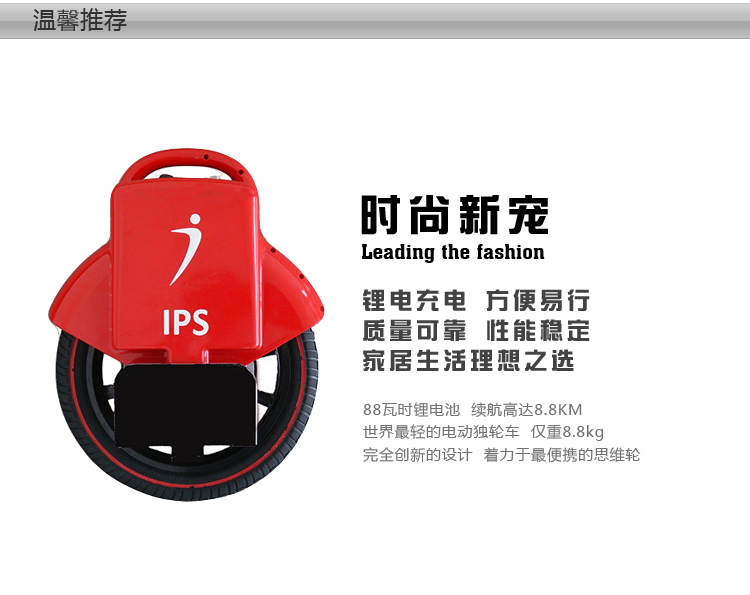 温馨推荐
IPS
时尚新宠
Leading the fashion
锂电充电 方便易行
质量可靠 性能稳定
家居生活理想之选
88瓦时锂电池 续航高达8.8KM
世界最轻的电动独轮车 仅重8.8kg
完全创新的设计 着力于最便携的思维轮